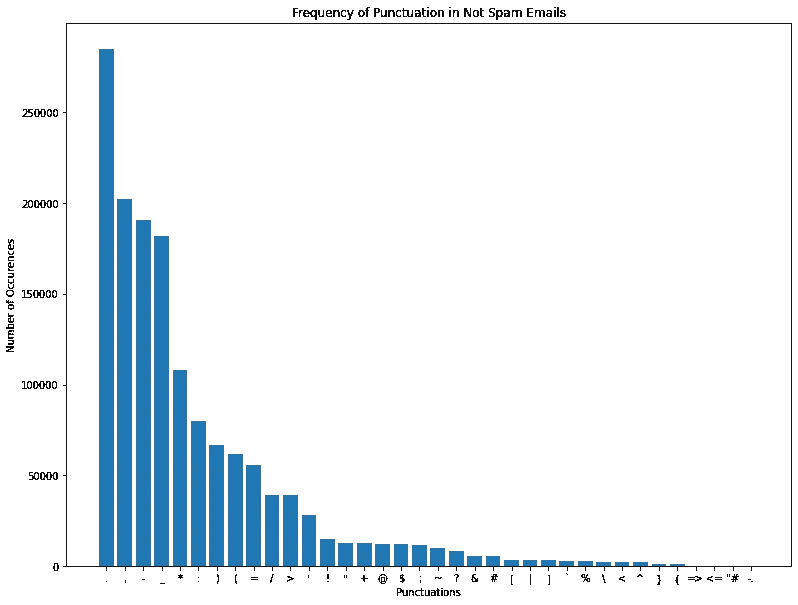 Frequency of Punctuation in Not Spam Emails
Number of Occurences
250000
200000
150000
100000
50000
0
. , - _ * : ) ( = / > ' ! " + @ $ ; ~ ? & # [ | ] ` % \ < ^ } { => <= "# -.
Punctuations